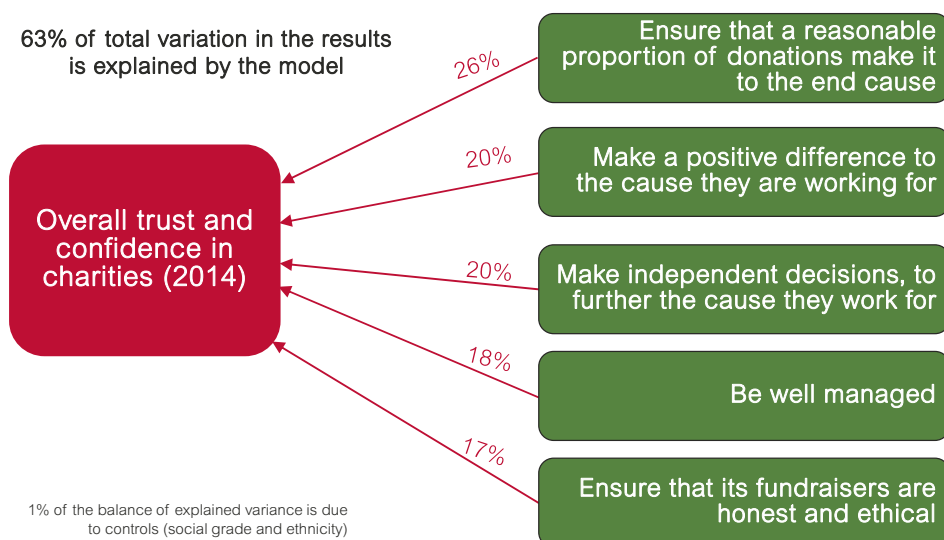 63% of total variation in the results
is explained by the model
Overall trust and
confidence in
charities (2014)
26%
Ensure that a reasonable
proportion of donations make it
to the end cause
20%
Make a positive difference to
the cause they are working for
20%
Make independent decisions, to
further the cause they work for
18%
Be well managed
17%
Ensure that its fundraisers are
honest and ethical
1% of the balance of explained variance is due
to controls (social grade and ethnicity)